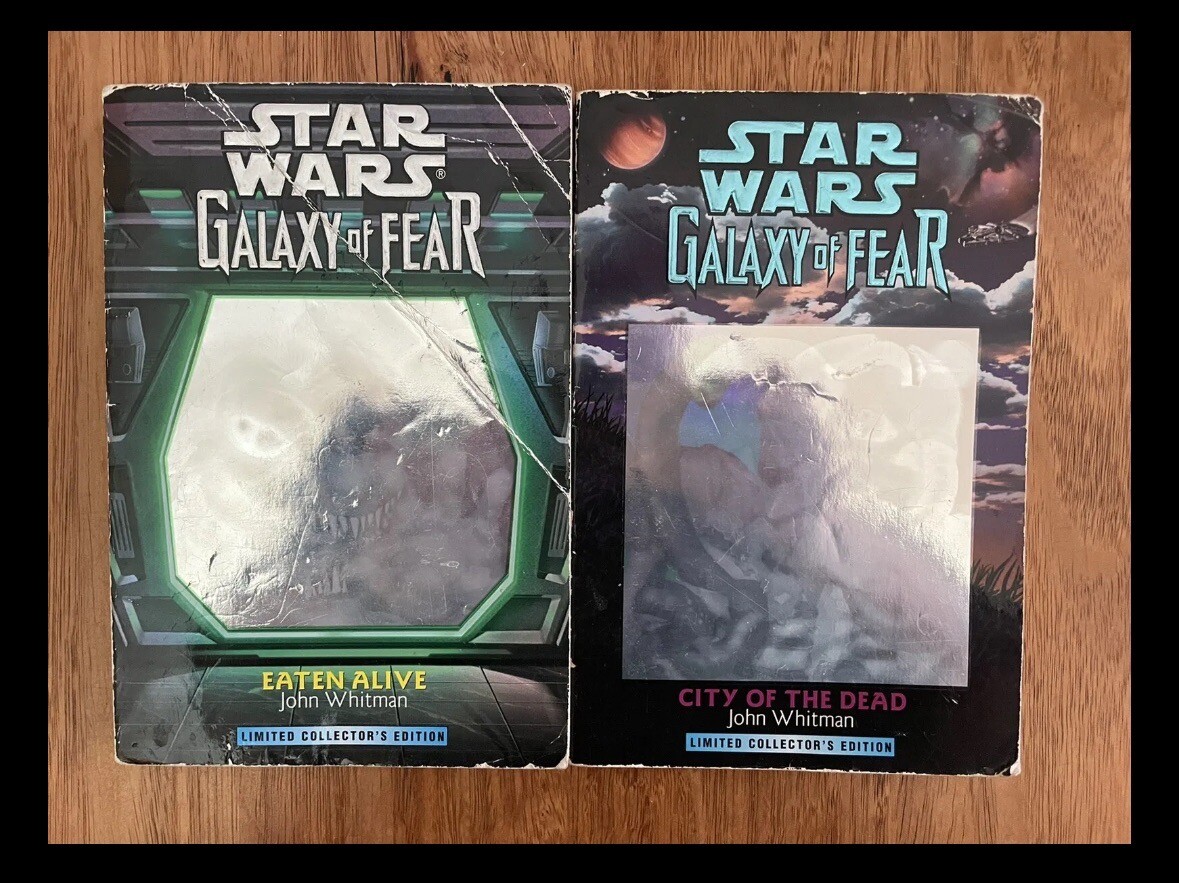 STAR
WARS®
GALAXY of FEAR
EATEN ALIVE
John Whitman
LIMITED COLLECTOR'S EDITION
STAR
WARS
GALAXY of FEAR
CITY OF THE DEAD
John Whitman
LIMITED COLLECTOR'S EDITION